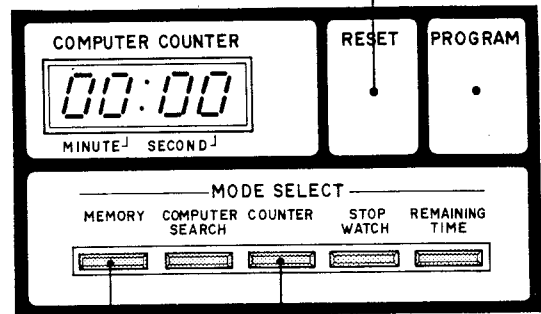 COMPUTER COUNTER
00:00
MINUTE SECOND
RESET
PROGRAM
MODE SELECT
MEMORY
COMPUTER SEARCH
COUNTER
STOP WATCH
REMAINING TIME